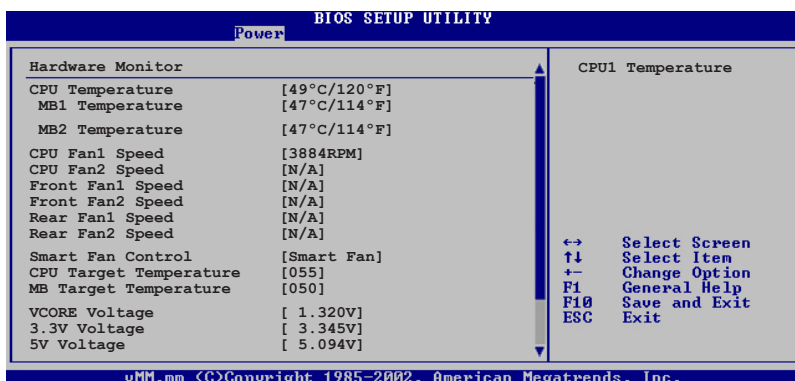 BIOS SETUP UTILITY
Power
Hardware Monitor
CPU Temperature [49°C/120°F]
MB1 Temperature [47°C/114°F]
MB2 Temperature [47°C/114°F]
CPU Fan1 Speed [3884RPM]
CPU Fan2 Speed [N/A]
Front Fan1 Speed [N/A]
Front Fan2 Speed [N/A]
Rear Fan1 Speed [N/A]
Rear Fan2 Speed [N/A]
Smart Fan Control [Smart Fan]
CPU Target Temperature [055]
MB Target Temperature [050]
VCORE Voltage [ 1.320V]
3.3V Voltage [ 3.345V]
5V Voltage [ 5.094V]
CPU1 Temperature
←→ Select Screen
↑↓ Select Item
+- Change Option
F1 General Help
F10 Save and Exit
ESC Exit
vMM.mm (C)Copyright 1985-2002, American Megatrends, Inc.